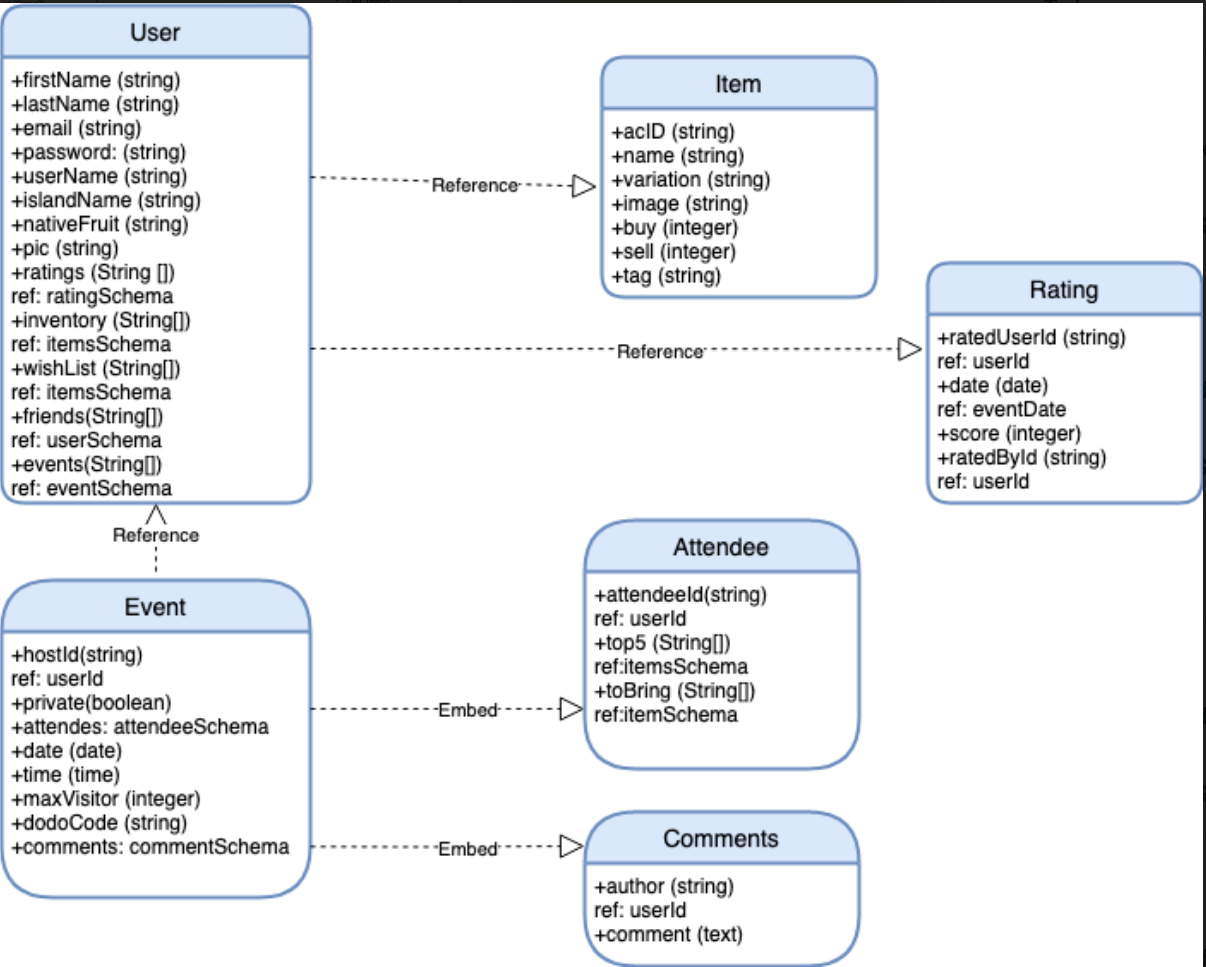 User
+firstName (string)
+lastName (string)
+email (string)
+password: (string)
+userName (string)
+islandName (string)
+nativeFruit (string)
+pic (string)
+ratings (String [])
ref: ratingSchema
+inventory (String[])
ref: itemsSchema
+wishList (String[])
ref: itemsSchema
+friends(String[])
ref: userSchema
+events(String[])
ref: eventSchema
Reference
Item
+acID (string)
+name (string)
+variation (string)
+image (string)
+buy (integer)
+sell (integer)
+tag (string)
Reference
Rating
+ratedUserId (string)
ref: userId
+date (date)
ref: eventDate
+score (integer)
+ratedById (string)
ref: userId
Reference
Event
+hostId(string)
ref: userId
+private(boolean)
+attendes: attendeeSchema
+date (date)
+time (time)
+maxVisitor (integer)
+dodoCode (string)
+comments: commentSchema
Embed
Attendee
+attendeeId(string)
ref: userId
+top5 (String[])
ref:itemsSchema
+toBring (String[])
ref:itemSchema
Embed
Comments
+author (string)
ref: userId
+comment (text)